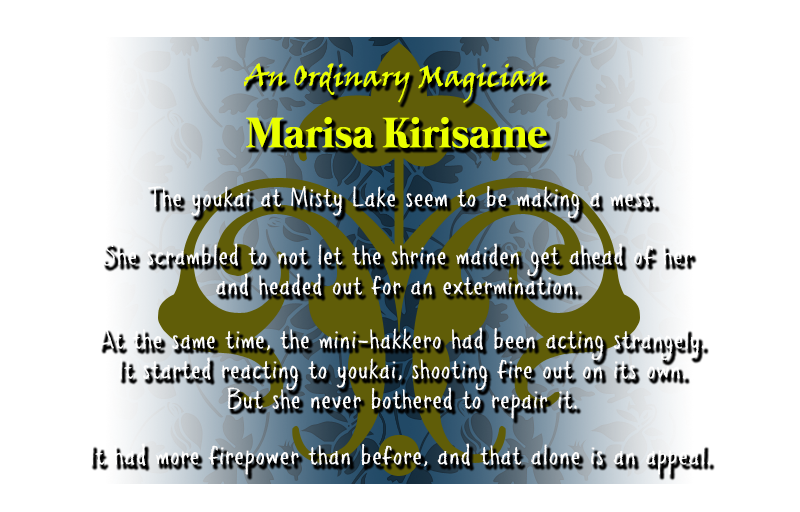 An Ordinary Magician
Marisa Kirisame
The youkai at Misty Lake seem to be making a mess.
She scrambled to not let the shrine maiden get ahead of her
and headed out for an extermination.
At the same time, the mini-hakkero had been acting strangely.
It started reacting to youkai, shooting fire out on its own.
But she never bothered to repair it.
It had more firepower than before, and that alone is an appeal.